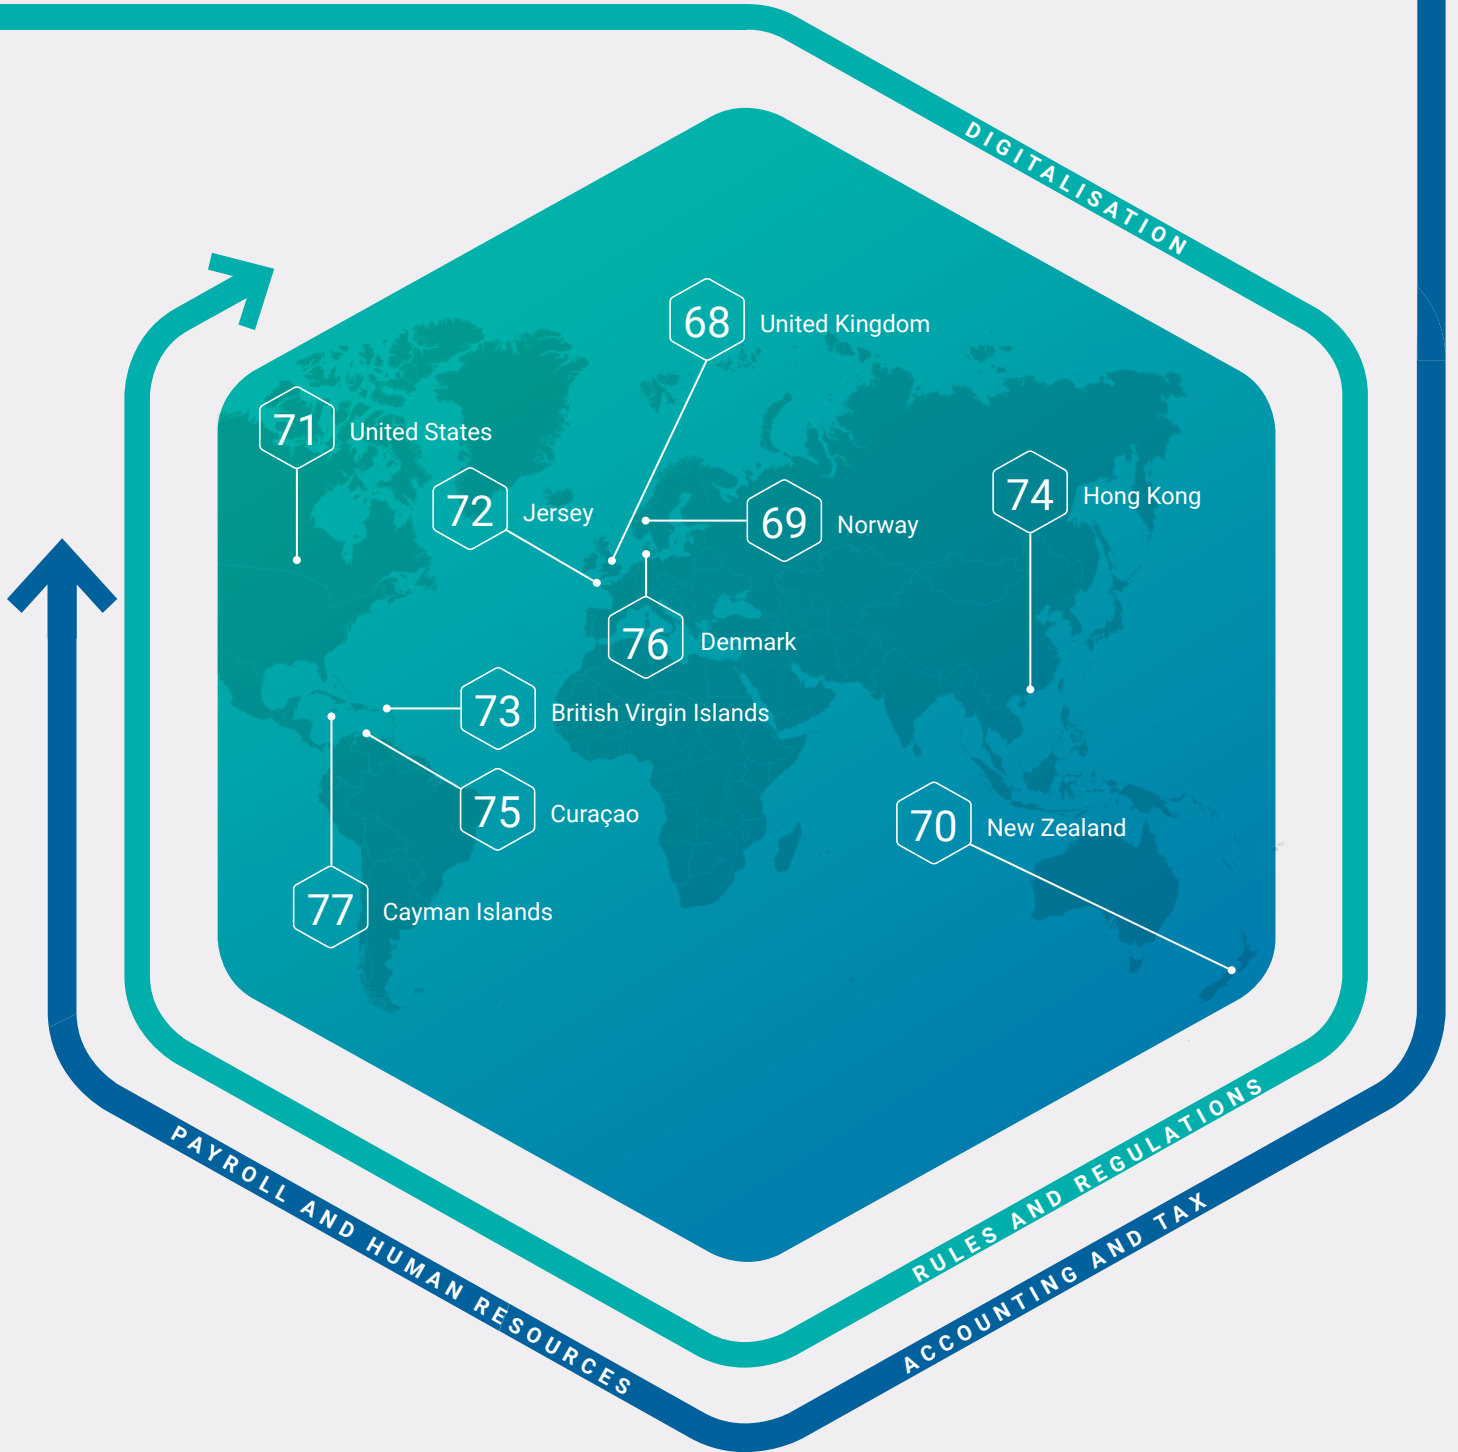 DIGITALISATION
68 United Kingdom
71 United States
72 Jersey
69 Norway
74 Hong Kong
76 Denmark
73 British Virgin Islands
75 Curaçao
70 New Zealand
77 Cayman Islands
RULES AND REGULATIONS
PAYROLL AND HUMAN RESOURCES
ACCOUNTING AND TAX